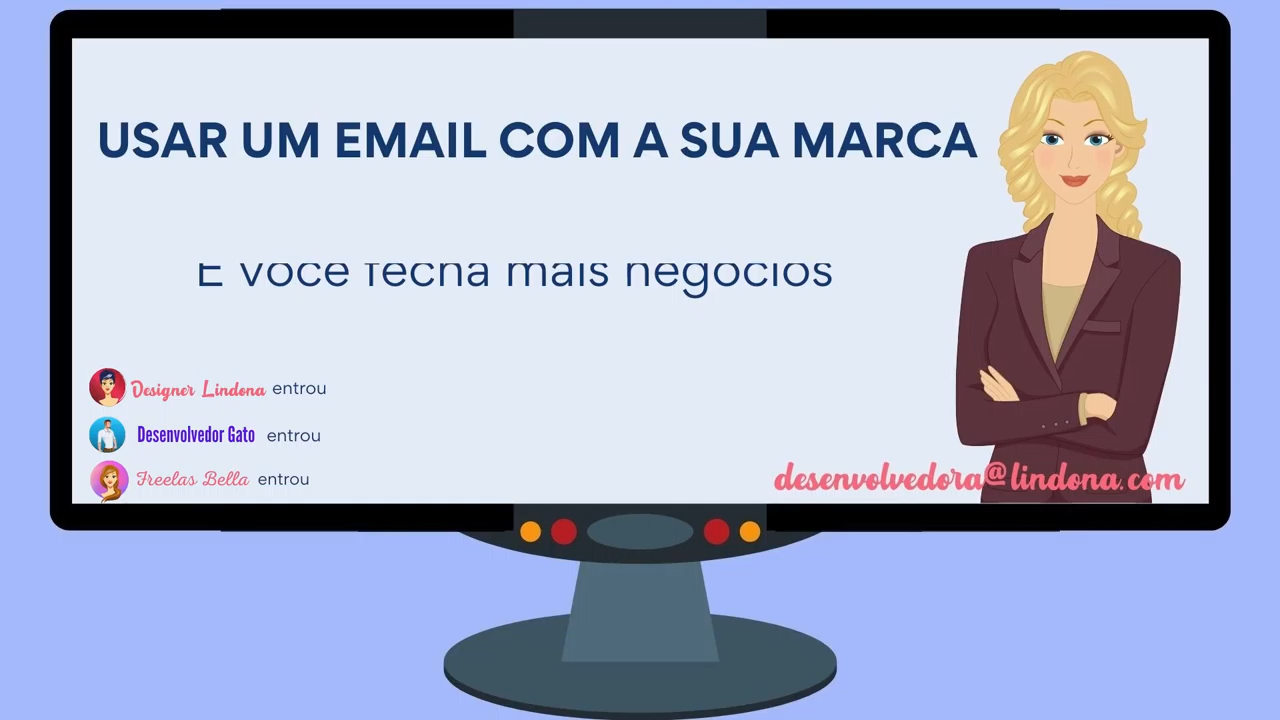 USAR UM EMAIL COM A SUA MARCA
E você fecha mais negócios
Designer Lindona entrou
Desenvolvedor Gato entrou
Freelas Bella entrou
desenvolvedora@lindona.com